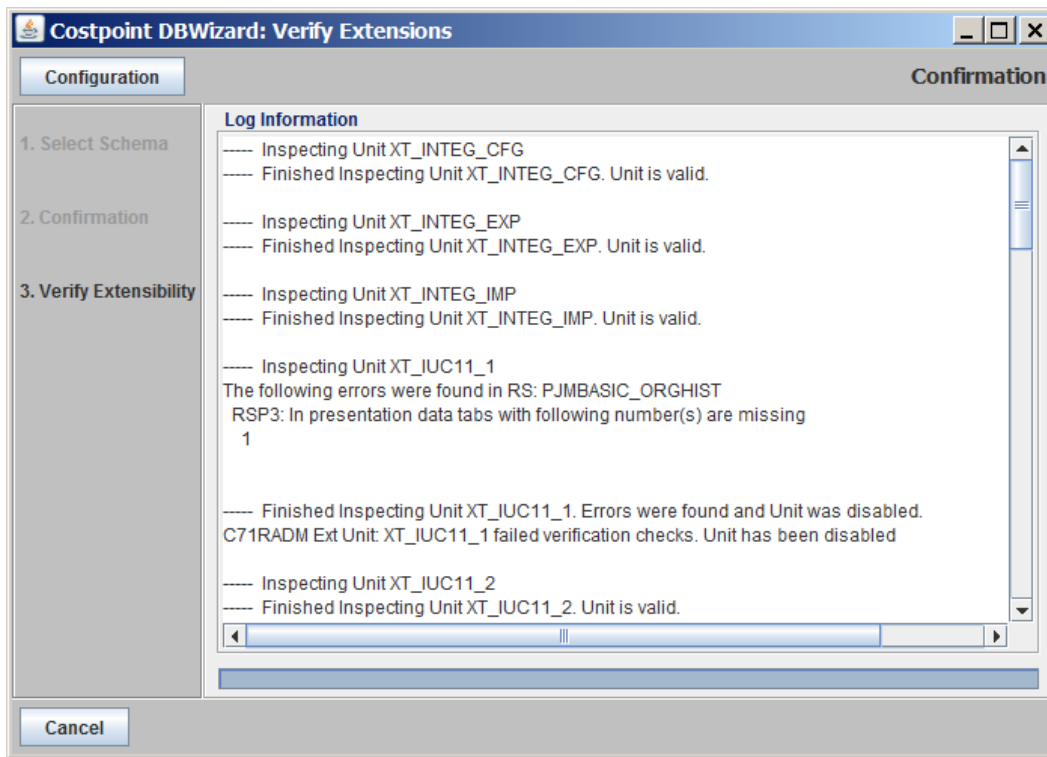 Costpoint DBWizard: Verify Extensions
Configuration
Confirmation
1. Select Schema
2. Confirmation
3. Verify Extensibility
Log Information
----- Inspecting Unit XT_INTEG_CFG
----- Finished Inspecting Unit XT_INTEG_CFG. Unit is valid.
----- Inspecting Unit XT_INTEG_EXP
----- Finished Inspecting Unit XT_INTEG_EXP. Unit is valid.
----- Inspecting Unit XT_INTEG_IMP
----- Finished Inspecting Unit XT_INTEG_IMP. Unit is valid.
----- Inspecting Unit XT_IUC11_1
The following errors were found in RS: PJMBASIC_ORGHIST
RSP3: In presentation data tabs with following number(s) are missing
1
----- Finished Inspecting Unit XT_IUC11_1. Errors were found and Unit was disabled.
C71RADM Ext Unit: XT_IUC11_1 failed verification checks. Unit has been disabled
----- Inspecting Unit XT_IUC11_2
----- Finished Inspecting Unit XT_IUC11_2. Unit is valid.
Cancel